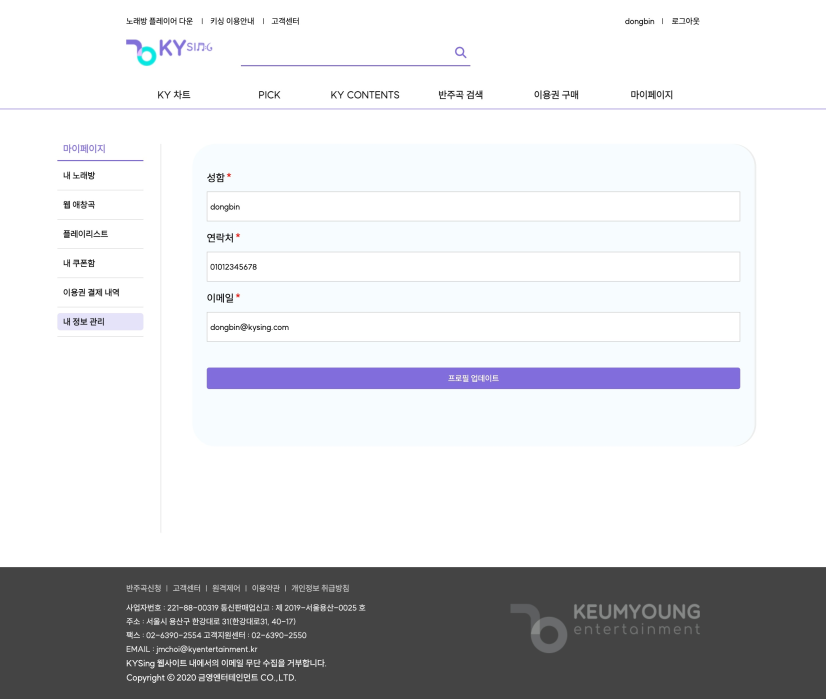 노래방 플레이어 다운 | 키싱 이용안내 | 고객센터
dongbin | 로그아웃
KYSING
KY 차트 PICK KY CONTENTS 반주곡 검색 이용권 구매 마이페이지
마이페이지
내 노래방
웹 애창곡
플레이리스트
내 쿠폰함
이용권 결제 내역
내 정보 관리
성함 *
dongbin
연락처 *
01012345678
이메일 *
dongbin@kysing.com
프로필 업데이트
반주곡신청 | 고객센터 | 원격제어 | 이용약관 | 개인정보 취급방침
사업자번호 : 221-88-00319 통신판매업신고 : 제 2019-서울용산-0025 호
주소 : 서울시 용산구 한강대로 31(한강대로31, 40-17)
팩스 : 02-6390-2554 고객지원센터 : 02-6390-2550
EMAIL : jmchoi@kyentertainment.kr
KYSing 웹사이트 내에서의 이메일 무단 수집을 거부합니다.
Copyright © 2020 금영엔터테인먼트 CO.,LTD.
KEUMYOUNG
entertainment